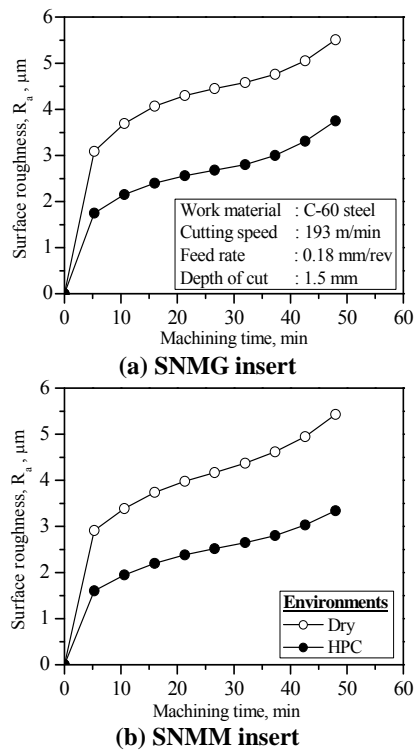 6
5
4
3
2
1
0
Surface roughness, Ra , μm
Work material : C-60 steel
Cutting speed : 193 m/min
Feed rate : 0.18 mm/rev
Depth of cut : 1.5 mm
0 10 20 30 40 50 60
Machining time, min
(a) SNMG insert
6
5
4
3
2
1
0
Surface roughness, Ra , μm
Environments
Dry
HPC
0 10 20 30 40 50 60
Machining time, min
(b) SNMM insert